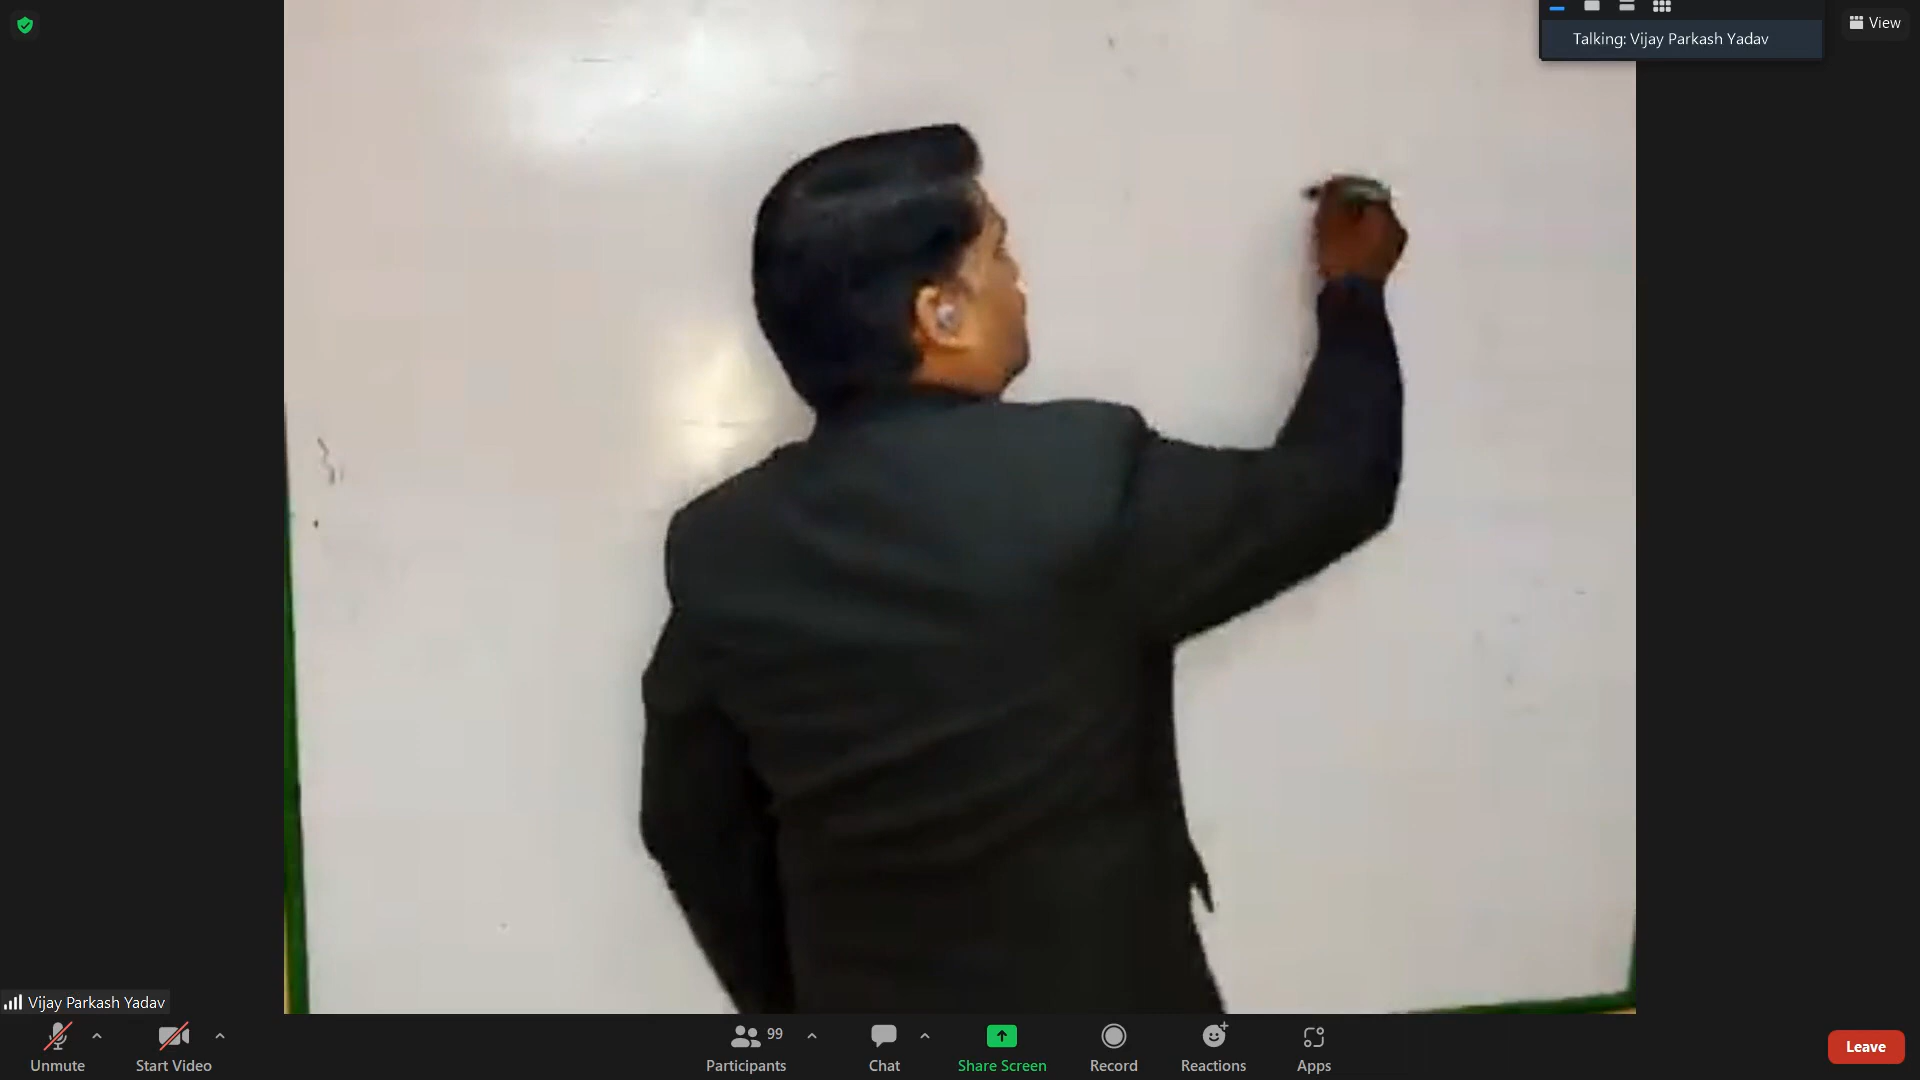 View
Talking: Vijay Parkash Yadav
Vijay Parkash Yadav
Unmute
Start Video
99
Participants
Chat
Share Screen
Record
Reactions
Apps
Leave